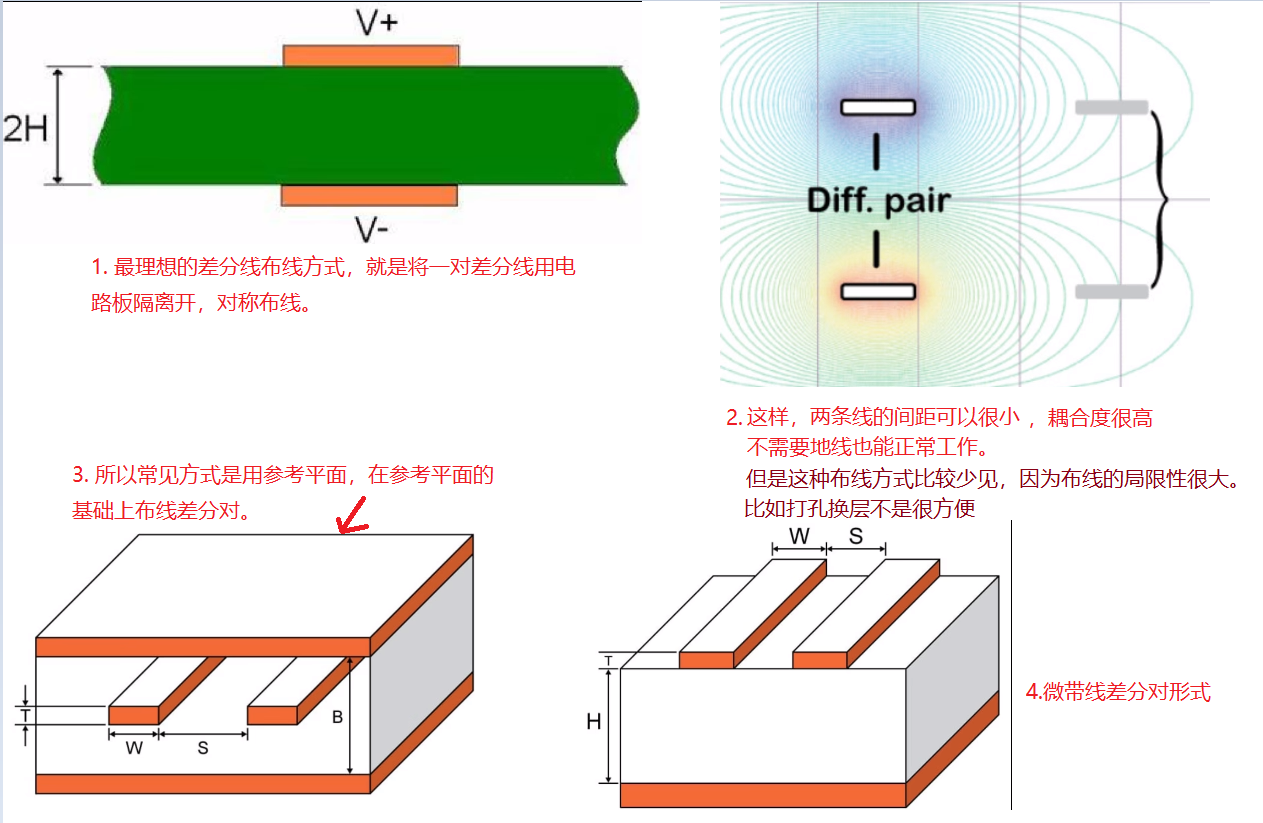 V+
2H
V-
1. 最理想的差分线布线方式，就是将一对差分线用电
路板隔离开，对称布线。
Diff. pair
2. 这样，两条线的间距可以很小 ，耦合度很高
不需要地线也能正常工作。
但是这种布线方式比较少见，因为布线的局限性很大。
比如打孔换层不是很方便
3. 所以常见方式是用参考平面，在参考平面的
基础上布线差分对。
T
W
S
B
W
S
T
H
4.微带线差分对形式